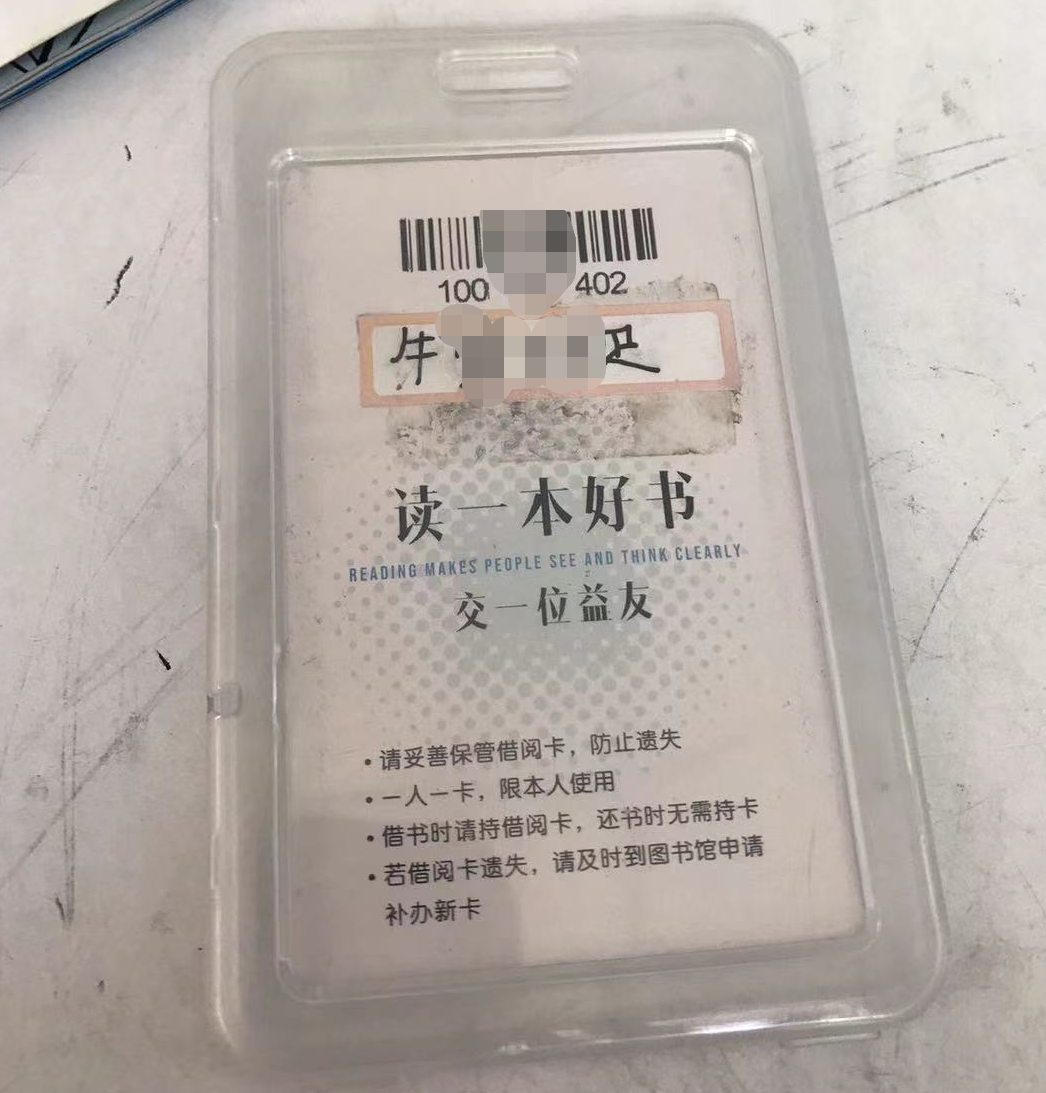 100 402
牛 足
读一本好书
READING MAKES PEOPLE SEE AND THINK CLEARLY
交一位益友
•请妥善保管借阅卡，防止遗失
•一人一卡，限本人使用
•借书时请持借阅卡，还书时无需持卡
•若借阅卡遗失，请及时到图书馆申请
补办新卡